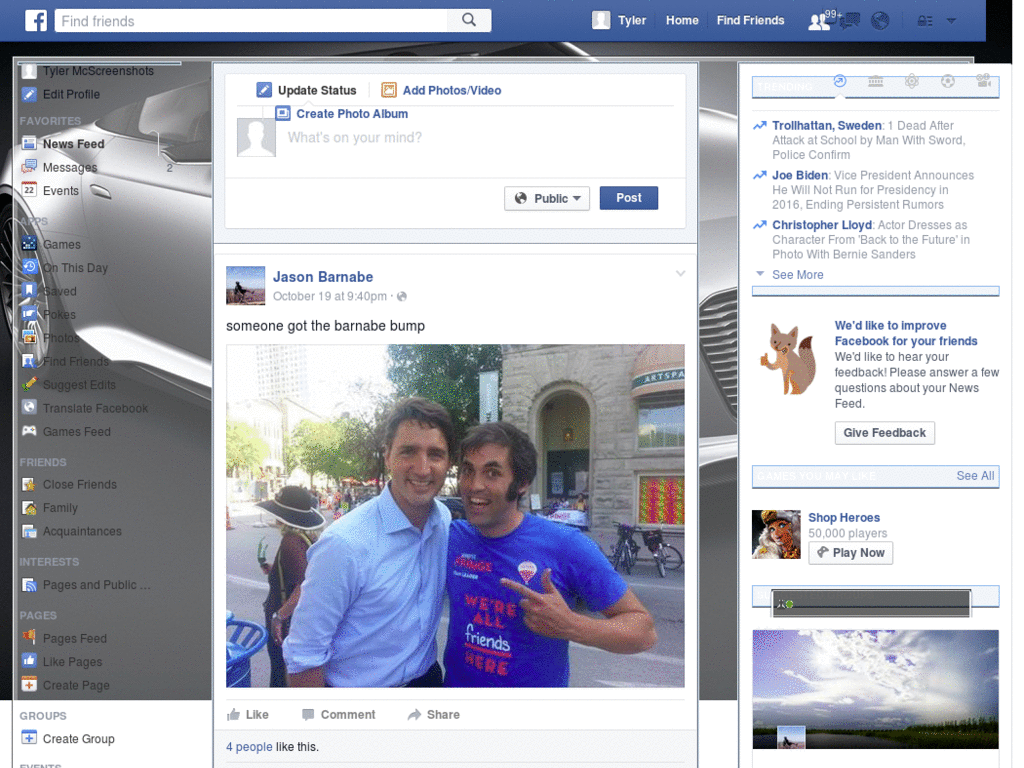 f
Find friends
Tyler
Home
Find Friends
99+
Tyler McScreenshots
Edit Profile
FAVORITES
News Feed
Messages
2
Events
22
APPS
Games
On This Day
Saved
Pokes
Photos
Find Friends
Suggest Edits
Translate Facebook
Games Feed
FRIENDS
Close Friends
Family
Acquaintances
INTERESTS
Pages and Public ...
PAGES
Pages Feed
Like Pages
Create Page
GROUPS
Create Group
EVENTS
Update Status
Add Photos/Video
Create Photo Album
What's on your mind?
Public
Post
Jason Barnabe
October 19 at 9:40pm ·
someone got the barnabe bump
ARTSPA
FRINGE
WE'RE
ALL
friends
HERE
Like
Comment
Share
4 people like this.
TRENDING
Trollhattan, Sweden: 1 Dead After
Attack at School by Man With Sword,
Police Confirm
Joe Biden: Vice President Announces
He Will Not Run for Presidency in
2016, Ending Persistent Rumors
Christopher Lloyd: Actor Dresses as
Character From 'Back to the Future' in
Photo With Bernie Sanders
See More
We'd like to improve
Facebook for your friends
We'd like to hear your
feedback! Please answer a few
questions about your News
Feed.
Give Feedback
GAMES YOU MAY LIKE
See All
Shop Heroes
50,000 players
Play Now